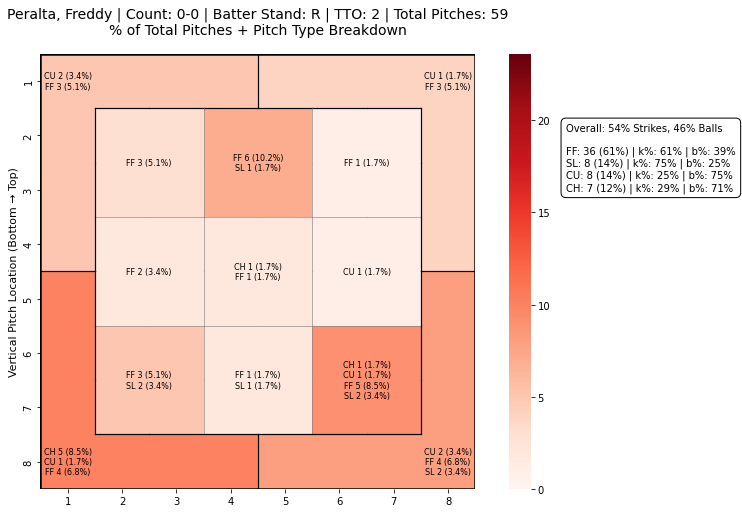 Peralta, Freddy | Count: 0-0 | Batter Stand: R | TTO: 2 | Total Pitches: 59
% of Total Pitches + Pitch Type Breakdown
CU 2 (3.4%)
FF 3 (5.1%)
CU 1 (1.7%)
FF 3 (5.1%)
FF 3 (5.1%)
FF 6 (10.2%)
SL 1 (1.7%)
FF 1 (1.7%)
FF 2 (3.4%)
CH 1 (1.7%)
FF 1 (1.7%)
CU 1 (1.7%)
FF 3 (5.1%)
SL 2 (3.4%)
FF 1 (1.7%)
SL 1 (1.7%)
CH 1 (1.7%)
CU 1 (1.7%)
FF 5 (8.5%)
SL 2 (3.4%)
CH 5 (8.5%)
CU 1 (1.7%)
FF 4 (6.8%)
CU 2 (3.4%)
FF 4 (6.8%)
SL 2 (3.4%)
Vertical Pitch Location (Bottom → Top)
1
2
3
4
5
6
7
8
1
2
3
4
5
6
7
8
20
15
10
5
0
Overall: 54% Strikes, 46% Balls
FF: 36 (61%) | k%: 61% | b%: 39%
SL: 8 (14%) | k%: 75% | b%: 25%
CU: 8 (14%) | k%: 25% | b%: 75%
CH: 7 (12%) | k%: 29% | b%: 71%